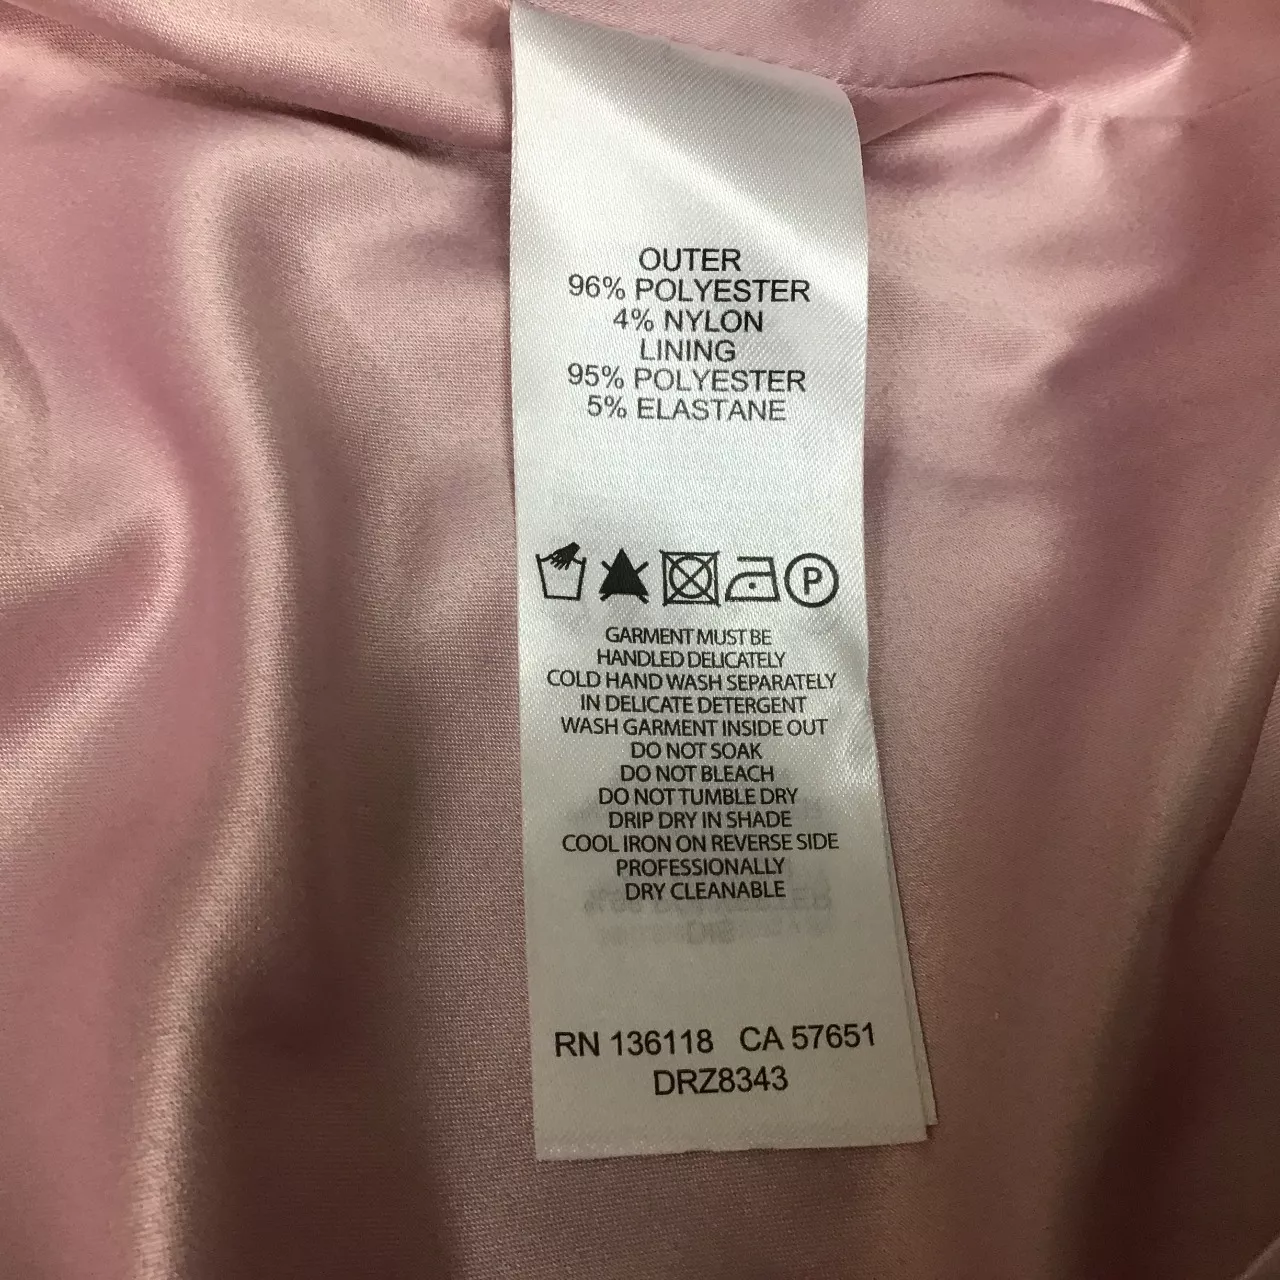 OUTER
96% POLYESTER
4% NYLON
LINING
95% POLYESTER
5% ELASTANE
P
GARMENT MUST BE
HANDLED DELICATELY
COLD HAND WASH SEPARATELY
IN DELICATE DETERGENT
WASH GARMENT INSIDE OUT
DO NOT SOAK
DO NOT BLEACH
DO NOT TUMBLE DRY
DRIP DRY IN SHADE
COOL IRON ON REVERSE SIDE
PROFESSIONALLY
DRY CLEANABLE
RN 136118 CA 57651
DRZ8343